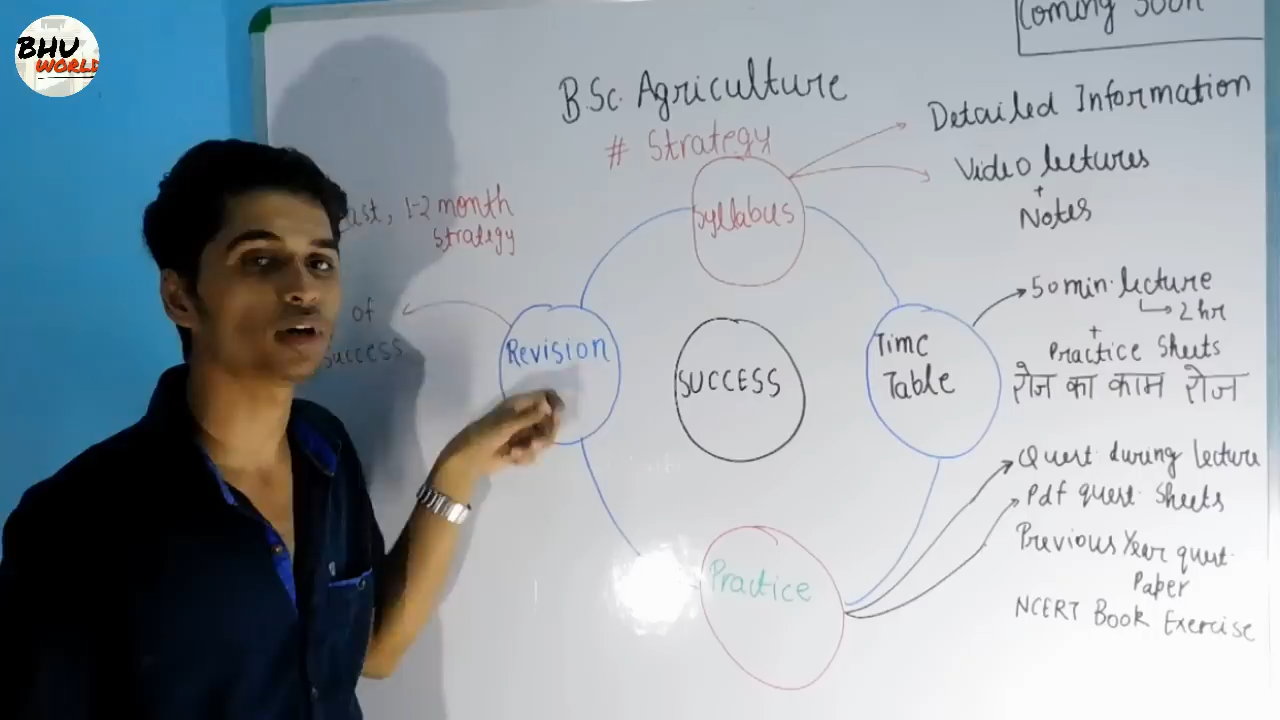 BHU
WORLD
Coming Soon
B.Sc. Agriculture
# Strategy
Detailed Information
Video lectures
+
Notes
Syllabus
1-2 month
Strategy
of
Success
Revision
SUCCESS
Time
Table
50 min. lecture
2 hr
+
Practice Sheets
रोज का काम रोज
Practice
Quest. during lecture
Pdf quest. Sheets
Previous Year quest.
Paper
NCERT Book Exercise